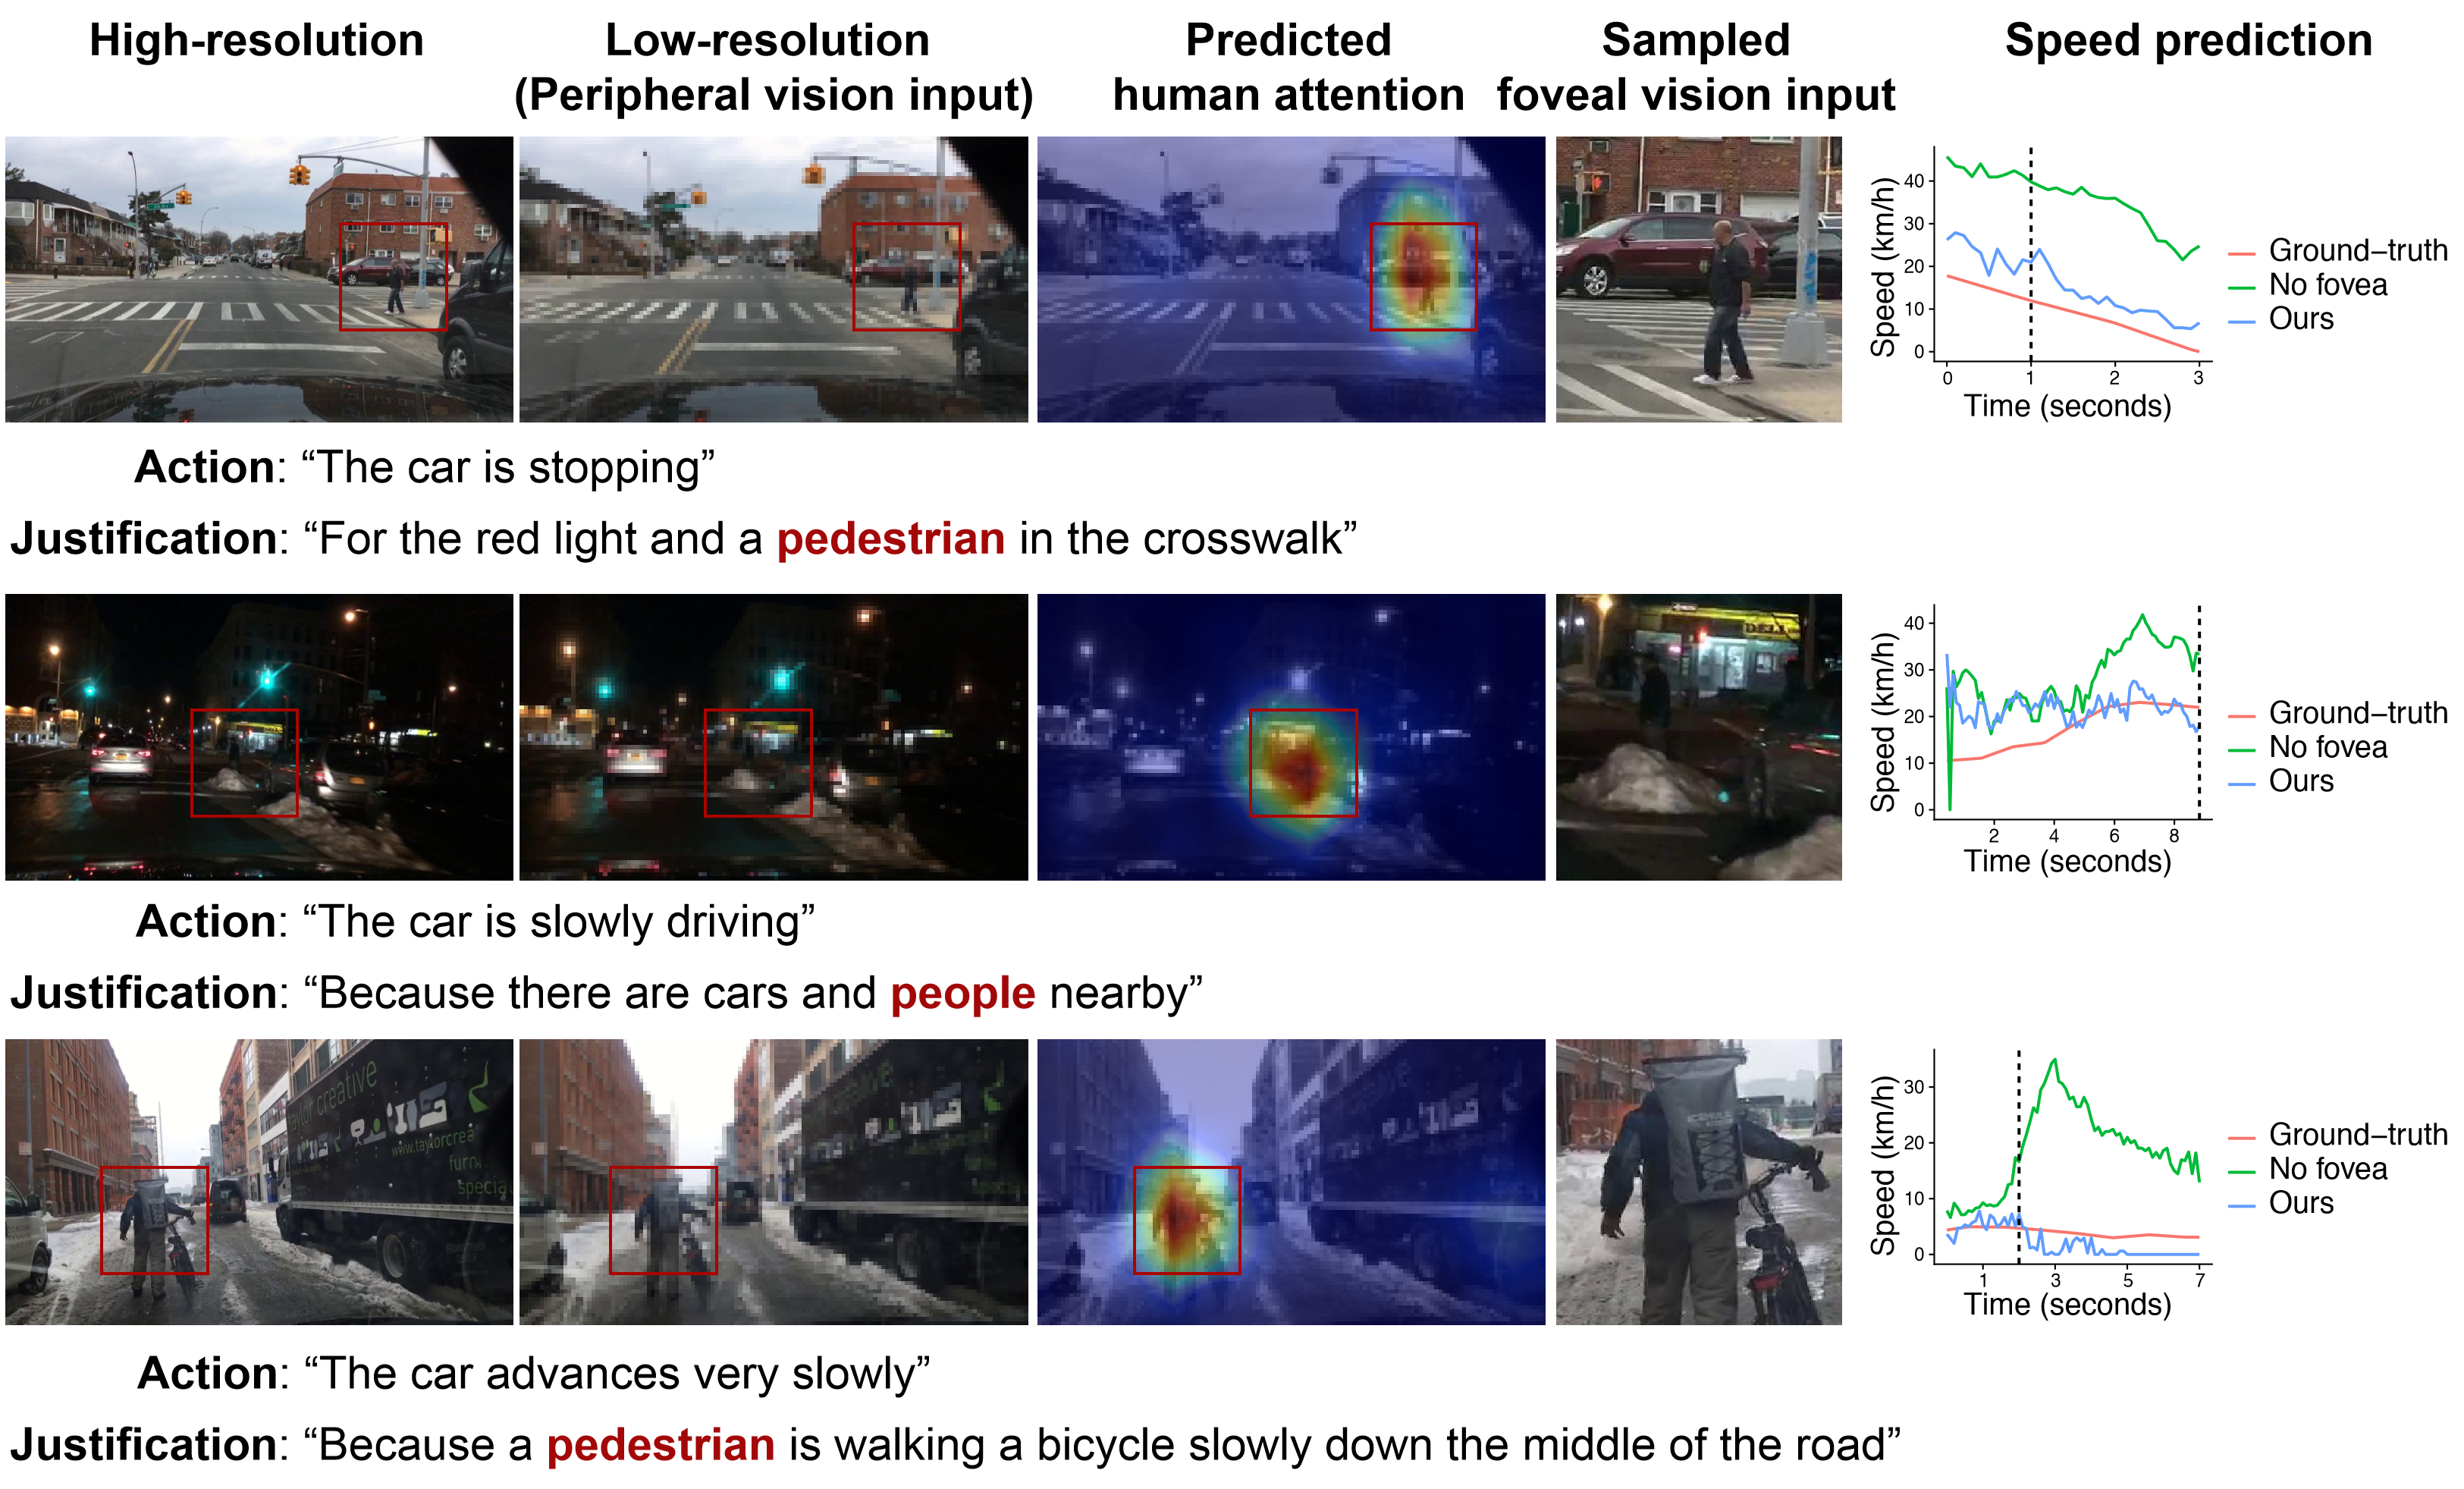 High-resolution
Low-resolution
(Peripheral vision input)
Predicted
human attention
Sampled
foveal vision input
Speed prediction
Speed (km/h)
40
30
20
10
0
0 1 2 3
Time (seconds)
Ground-truth
No fovea
Ours
Action: “The car is stopping”
Justification: “For the red light and a pedestrian in the crosswalk”
DELI
Speed (km/h)
40
30
20
10
0
2 4 6 8
Time (seconds)
Ground-truth
No fovea
Ours
Action: “The car is slowly driving”
Justification: “Because there are cars and people nearby”
taylor creative
www.taylorcrea
furn
specia
Speed (km/h)
30
20
10
0
1 3 5 7
Time (seconds)
Ground-truth
No fovea
Ours
Action: “The car advances very slowly”
Justification: “Because a pedestrian is walking a bicycle slowly down the middle of the road”